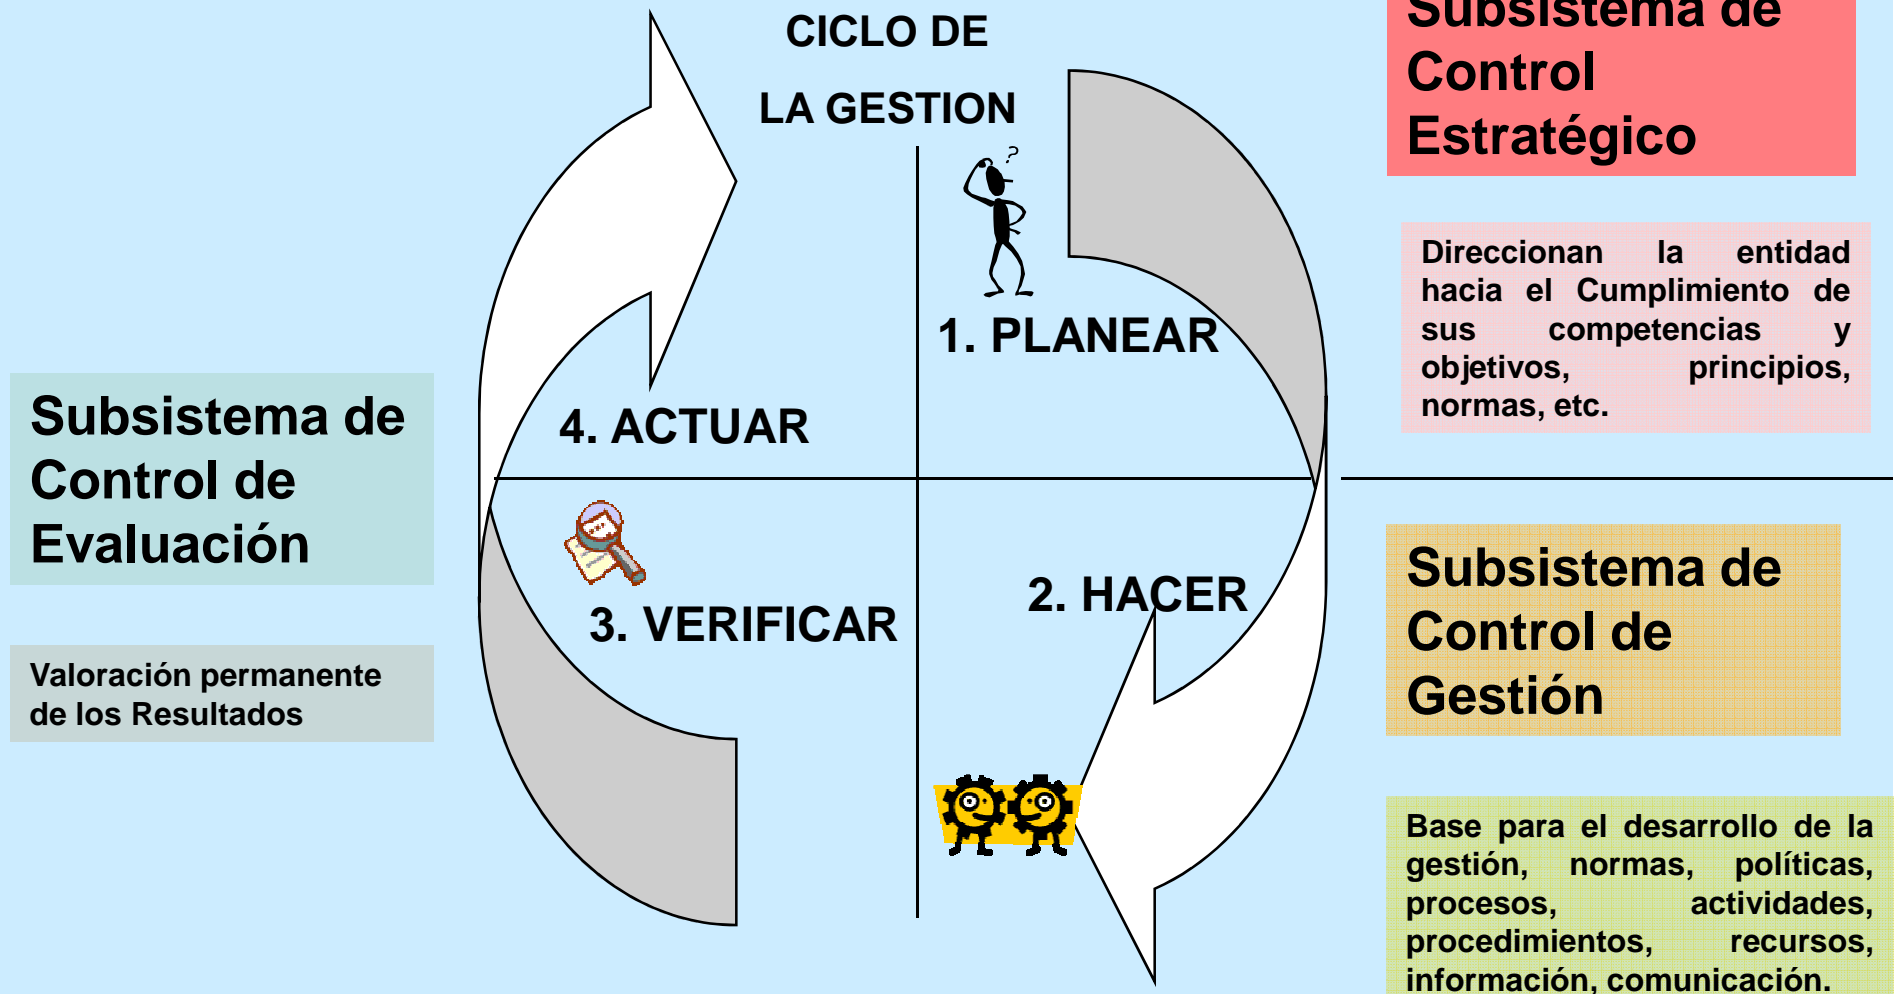 CICLO DE
LA GESTION
?
1. PLANEAR
2. HACER
3. VERIFICAR
4. ACTUAR
Subsistema de
Control
Estratégico
Direccionan la entidad
hacia el Cumplimiento de
sus competencias y
objetivos, principios,
normas, etc.
Subsistema de
Control de
Gestión
Base para el desarrollo de la
gestión, normas, políticas,
procesos, actividades,
procedimientos, recursos,
información, comunicación.
Subsistema de
Control de
Evaluación
Valoración permanente
de los Resultados